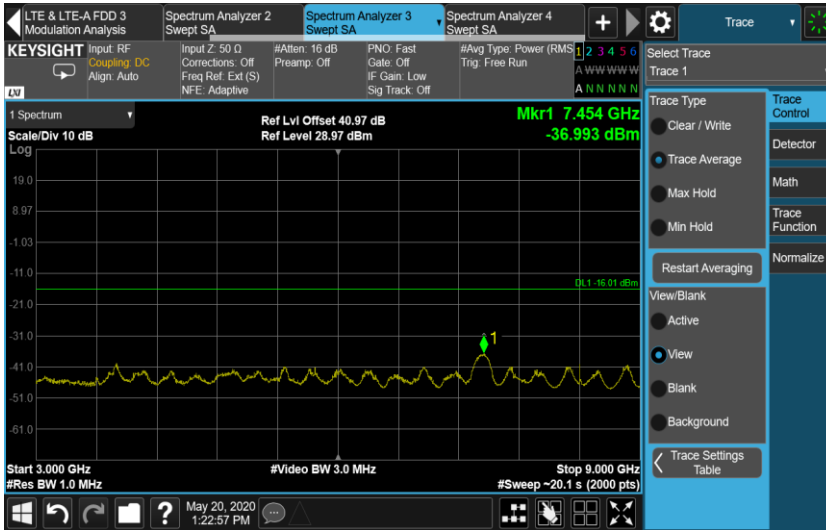 LTE & LTE-A FDD 3
Modulation Analysis
Spectrum Analyzer 2
Swept SA
Spectrum Analyzer 3
Swept SA
Spectrum Analyzer 4
Swept SA
+
Trace
KEYSIGHT
LXI
Input: RF
Coupling: DC
Align: Auto
Input Z: 50 Ω
Corrections: Off
Freq Ref: Ext (S)
NFE: Adaptive
#Atten: 16 dB
Preamp: Off
PNO: Fast
Gate: Off
IF Gain: Low
Sig Track: Off
#Avg Type: Power (RMS
Trig: Free Run
1 2 3 4 5 6
A W W W W W
A N N N N N
Select Trace
Trace 1
1 Spectrum
Scale/Div 10 dB
Ref Lvl Offset 40.97 dB
Ref Level 28.97 dBm
Mkr1 7.454 GHz
-36.993 dBm
Log
19.0
8.97
-1.03
-11.0
-21.0
-31.0
-41.0
-51.0
-61.0
DL1 -16.01 dBm
1
Start 3.000 GHz
#Res BW 1.0 MHz
#Video BW 3.0 MHz
Stop 9.000 GHz
#Sweep ~20.1 s (2000 pts)
Trace Type
Clear / Write
Trace Average
Max Hold
Min Hold
Restart Averaging
View/Blank
Active
View
Blank
Background
Trace Settings
Table
Trace
Control
Detector
Math
Trace
Function
Normalize
?
May 20, 2020
1:22:57 PM